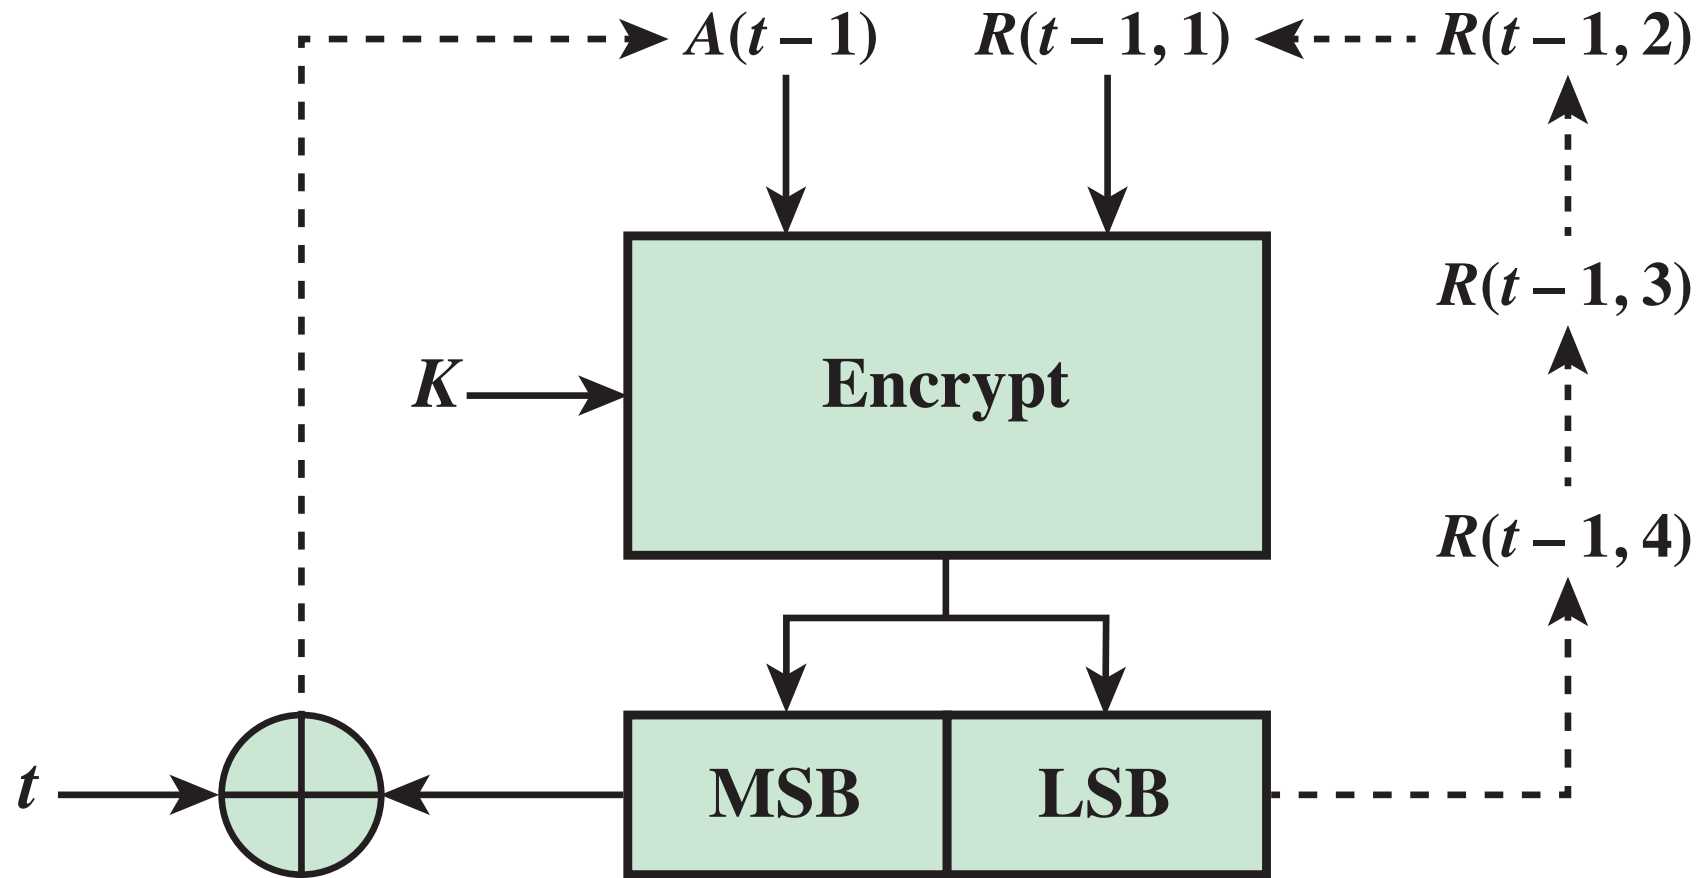 A(t – 1) R(t – 1, 1) R(t – 1, 2)
R(t – 1, 3)
K Encrypt
R(t – 1, 4)
t MSB LSB